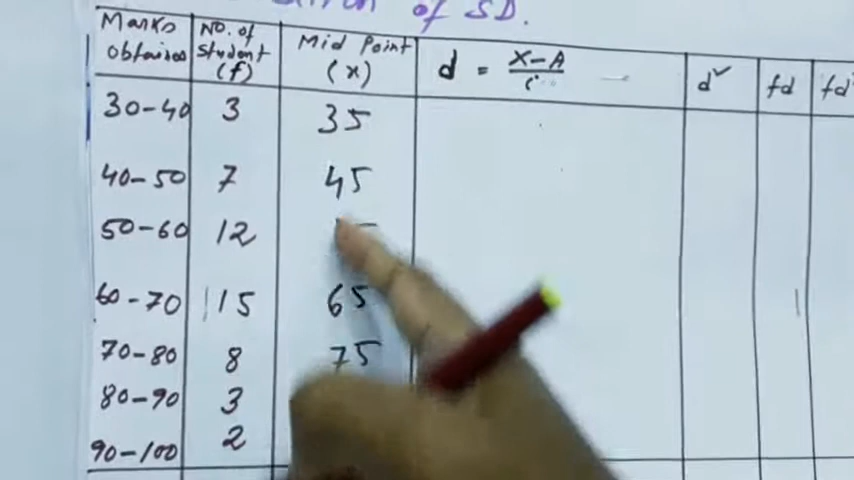 of SD.
Marks Obtained
No. of Student (f)
Mid Point (x)
d = X-A
d²
fd
fd
30-40 3 35
40-50 7 45
50-60 12
60-70 15 65
70-80 8 75
80-90 3
90-100 2